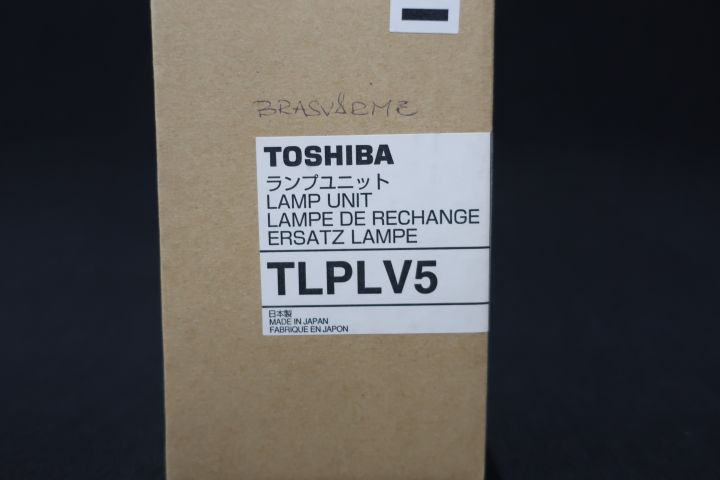 BRASVÄRME
TOSHIBA
ランプユニット
LAMP UNIT
LAMPE DE RECHANGE
ERSATZ LAMPE
TLPLV5
日本製
MADE IN JAPAN
FABRIQUE EN JAPON